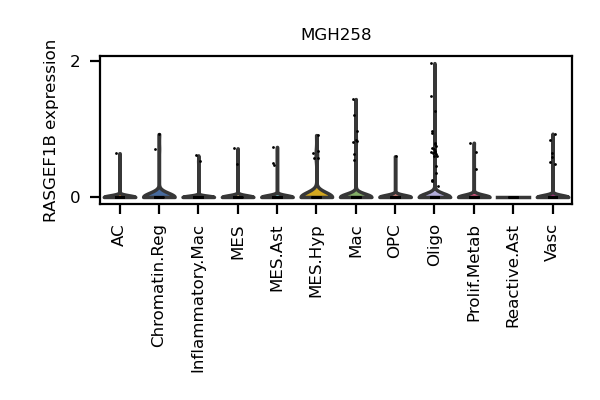 MGH258
RASGEF1B expression
2
0
AC
Chromatin.Reg
Inflammatory.Mac
MES
MES.Ast
MES.Hyp
Mac
OPC
Oligo
Prolif.Metab
Reactive.Ast
Vasc